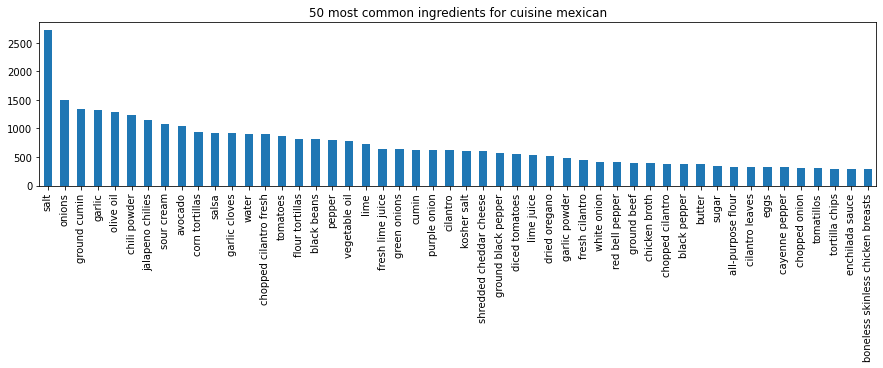 50 most common ingredients for cuisine mexican
2500
2000
1500
1000
500
0
salt
onions
ground cumin
garlic
olive oil
chili powder
jalapeno chilies
sour cream
avocado
corn tortillas
salsa
garlic cloves
water
chopped cilantro fresh
tomatoes
flour tortillas
black beans
pepper
vegetable oil
lime
fresh lime juice
green onions
cumin
purple onion
cilantro
kosher salt
shredded cheddar cheese
ground black pepper
diced tomatoes
lime juice
dried oregano
garlic powder
fresh cilantro
white onion
red bell pepper
ground beef
chicken broth
chopped cilantro
black pepper
butter
sugar
all-purpose flour
cilantro leaves
eggs
cayenne pepper
chopped onion
tomatillos
tortilla chips
enchilada sauce
boneless skinless chicken breasts